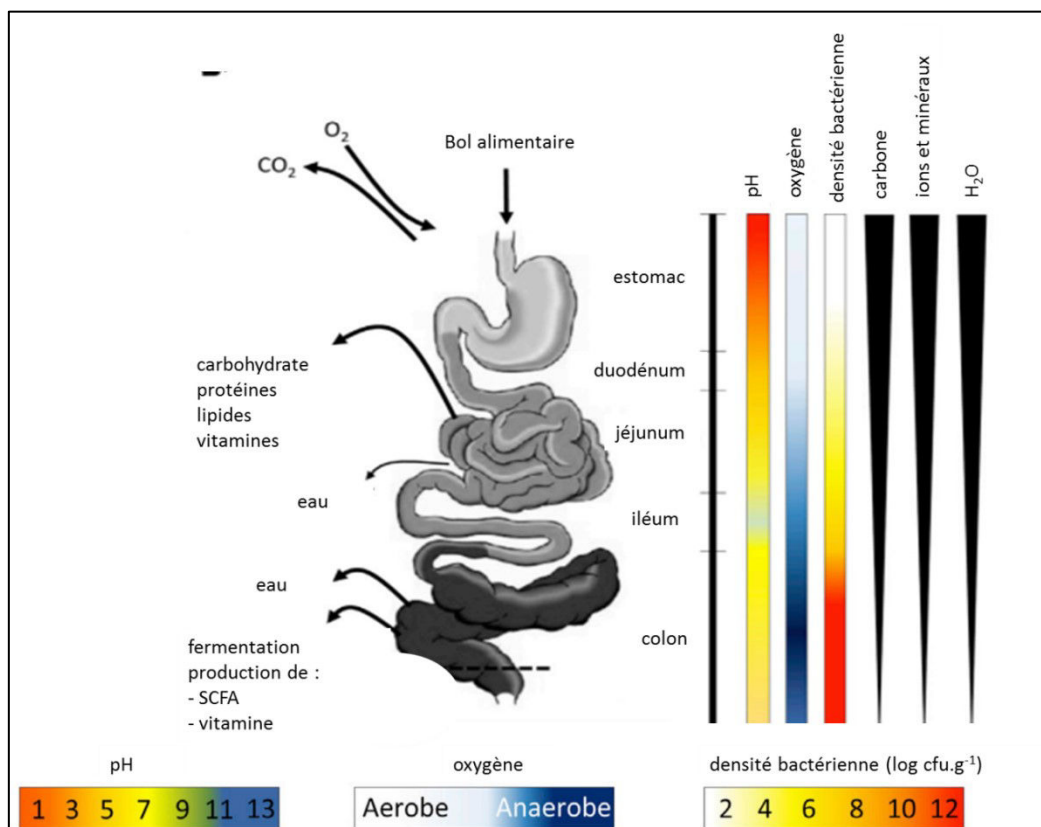 O₂
CO₂
Bol alimentaire
carbohydrate
protéines
lipides
vitamines
eau
eau
fermentation
production de :
- SCFA
- vitamine
estomac
duodénum
jéjunum
iléum
colon
pH
oxygène
densité bactérienne
carbone
ions et minéraux
H₂O
pH
1 3 5 7 9 11 13
oxygène
Aerobe Anaerobe
densité bactérienne (log cfu.g⁻¹)
2 4 6 8 10 12